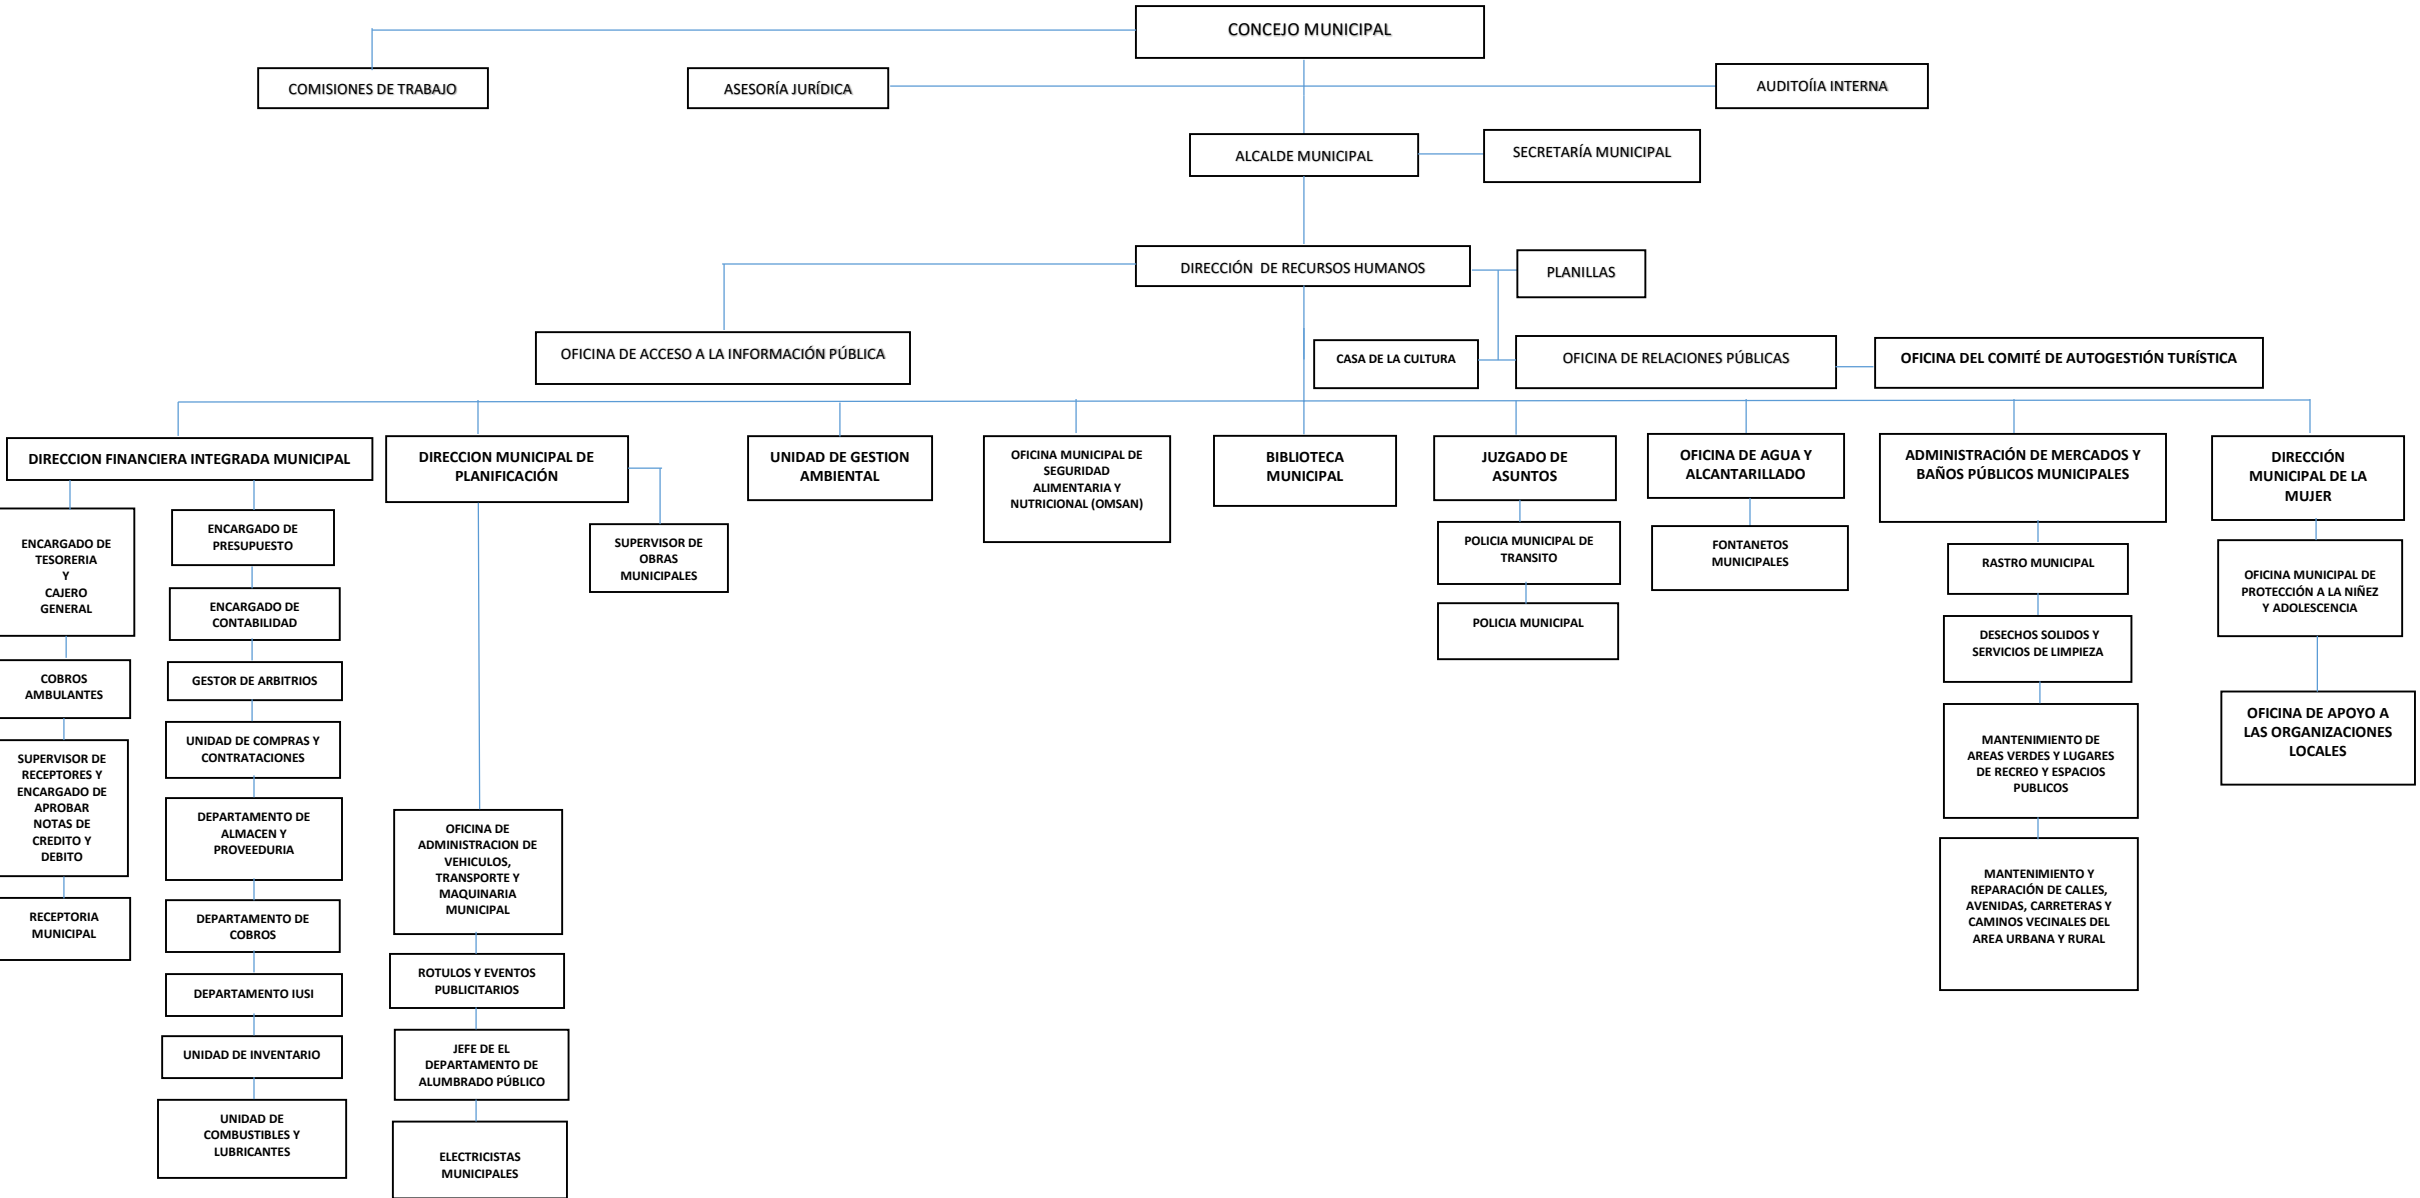 CONCEJO MUNICIPAL
COMISIONES DE TRABAJO
ASESORÍA JURÍDICA
AUDITOÍIA INTERNA
ALCALDE MUNICIPAL
SECRETARÍA MUNICIPAL
DIRECCIÓN DE RECURSOS HUMANOS
PLANILLAS
OFICINA DE ACCESO A LA INFORMACIÓN PÚBLICA
CASA DE LA CULTURA
OFICINA DE RELACIONES PÚBLICAS
OFICINA DEL COMITÉ DE AUTOGESTIÓN TURÍSTICA
DIRECCION FINANCIERA INTEGRADA MUNICIPAL
DIRECCION MUNICIPAL DE
PLANIFICACIÓN
UNIDAD DE GESTION
AMBIENTAL
OFICINA MUNICIPAL DE
SEGURIDAD
ALIMENTARIA Y
NUTRICIONAL (OMSAN)
BIBLIOTECA
MUNICIPAL
JUZGADO DE
ASUNTOS
OFICINA DE AGUA Y
ALCANTARILLADO
ADMINISTRACIÓN DE MERCADOS Y
BAÑOS PÚBLICOS MUNICIPALES
DIRECCIÓN
MUNICIPAL DE LA
MUJER
ENCARGADO DE
TESORERIA
Y
CAJERO
GENERAL
COBROS
AMBULANTES
SUPERVISOR DE
RECEPTORES Y
ENCARGADO DE
APROBAR
NOTAS DE
CREDITO Y
DEBITO
RECEPTORIA
MUNICIPAL
ENCARGADO DE
PRESUPUESTO
ENCARGADO DE
CONTABILIDAD
GESTOR DE ARBITRIOS
UNIDAD DE COMPRAS Y
CONTRATACIONES
DEPARTAMENTO DE
ALMACEN Y
PROVEEDURIA
DEPARTAMENTO DE
COBROS
DEPARTAMENTO IUSI
UNIDAD DE INVENTARIO
UNIDAD DE
COMBUSTIBLES Y
LUBRICANTES
SUPERVISOR DE
OBRAS
MUNICIPALES
OFICINA DE
ADMINISTRACION DE
VEHICULOS,
TRANSPORTE Y
MAQUINARIA
MUNICIPAL
ROTULOS Y EVENTOS
PUBLICITARIOS
JEFE DE EL
DEPARTAMENTO DE
ALUMBRADO PÚBLICO
ELECTRICISTAS
MUNICIPALES
POLICIA MUNICIPAL DE
TRANSITO
POLICIA MUNICIPAL
FONTANETOS
MUNICIPALES
RASTRO MUNICIPAL
DESECHOS SOLIDOS Y
SERVICIOS DE LIMPIEZA
MANTENIMIENTO DE
AREAS VERDES Y LUGARES
DE RECREO Y ESPACIOS
PUBLICOS
MANTENIMIENTO Y
REPARACIÓN DE CALLES,
AVENIDAS, CARRETERAS Y
CAMINOS VECINALES DEL
AREA URBANA Y RURAL
OFICINA MUNICIPAL DE
PROTECCIÓN A LA NIÑEZ
Y ADOLESCENCIA
OFICINA DE APOYO A
LAS ORGANIZACIONES
LOCALES